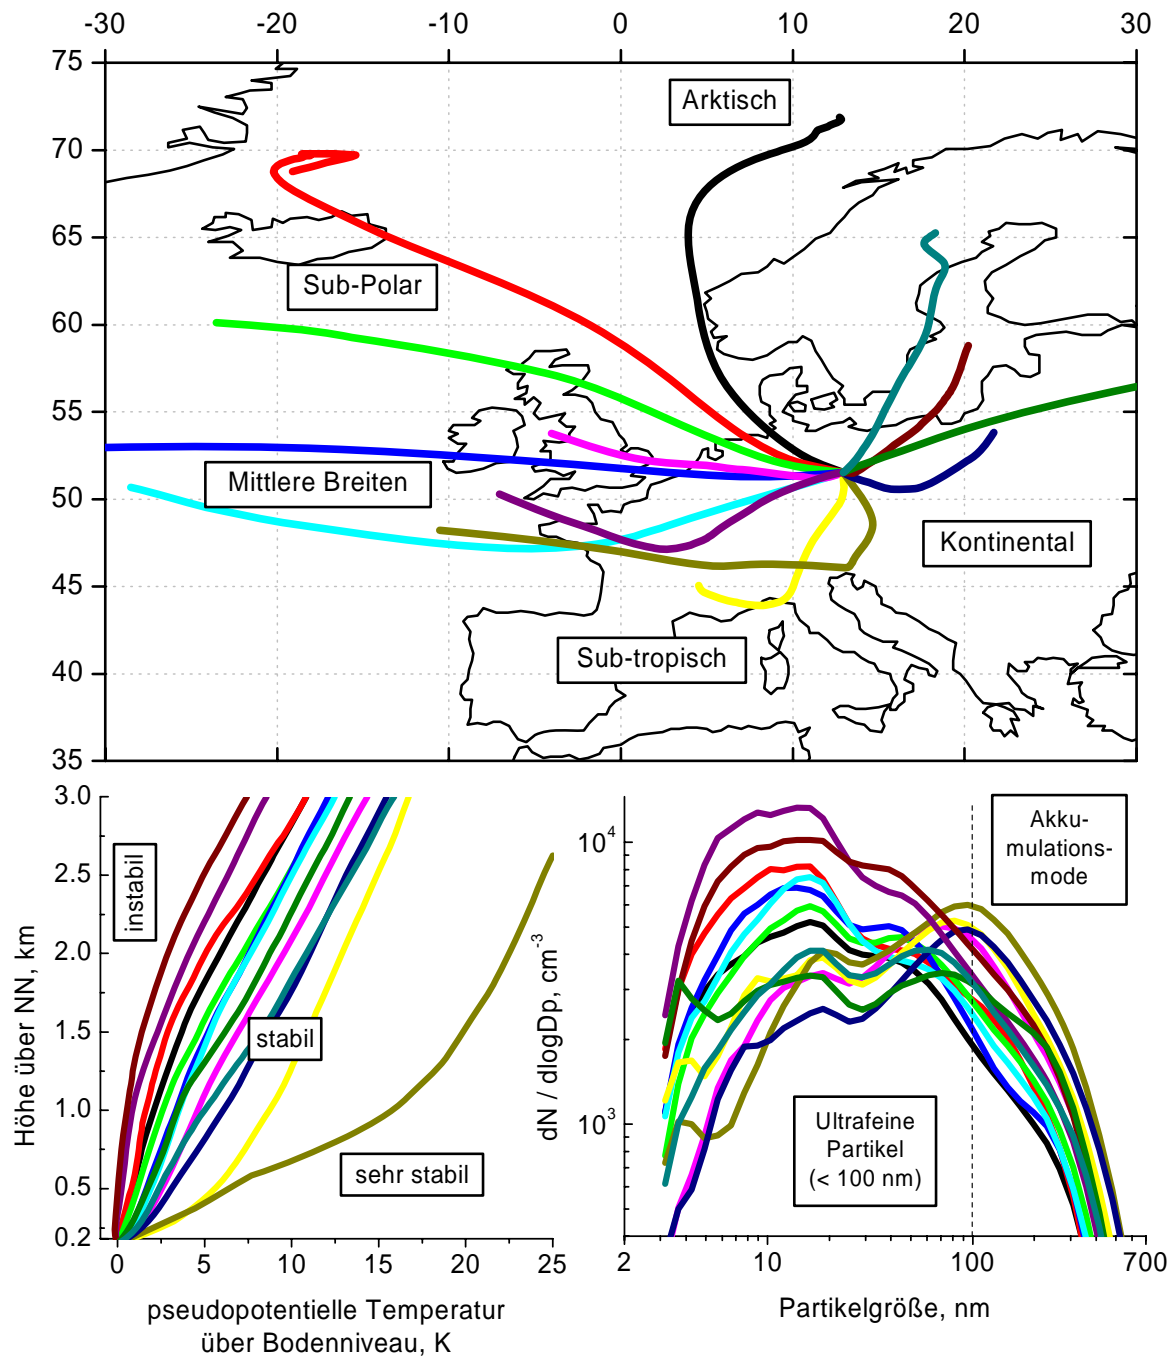 -30 -20 -10 0 10 20 30
75
70
65
60
55
50
45
40
35
Arktisch
Sub-Polar
Mittlere Breiten
Kontinental
Sub-tropisch
3.0
2.5
2.0
1.5
1.0
0.5
0.2
Höhe über NN, km
instabil
stabil
sehr stabil
0 5 10 15 20 25
pseudopotentielle Temperatur
über Bodenniveau, K
10⁴
10³
dN / dlogDp, cm⁻³
Akku-
mulations-
mode
Ultrafeine
Partikel
(< 100 nm)
2 10 100 700
Partikelgröße, nm